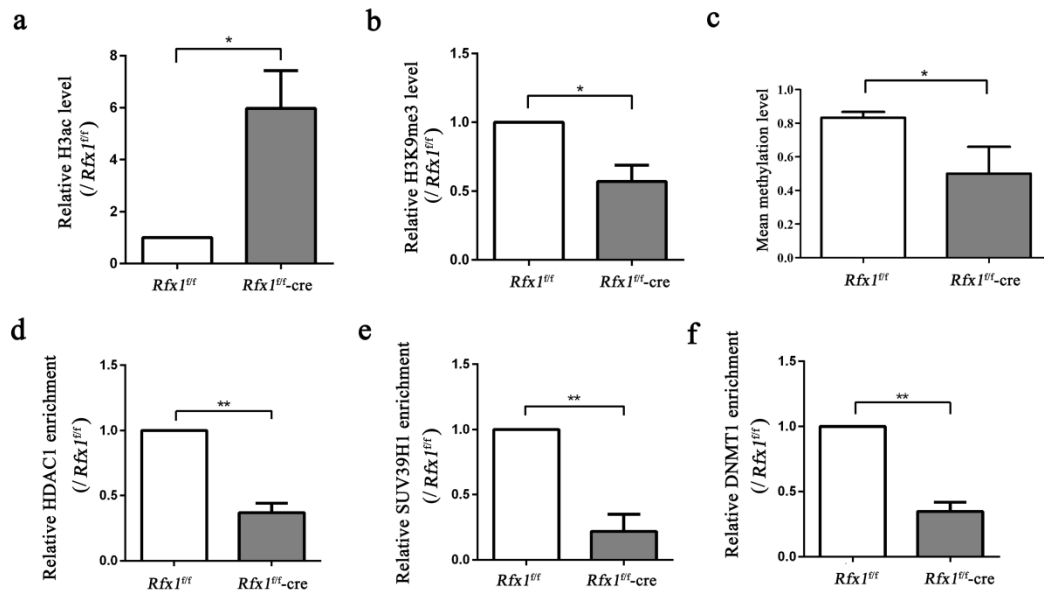 a
Relative H3ac level
(/ Rfx1f/f)
8
6
4
2
0
*
Rfx1f/f
Rfx1f/f-cre
b
Relative H3K9me3 level
(/ Rfx1f/f)
1.5
1.0
0.5
0.0
*
Rfx1f/f
Rfx1f/f-cre
c
Mean methylation level
1.0
0.8
0.6
0.4
0.2
0.0
*
Rfx1f/f
Rfx1f/f-cre
d
Relative HDAC1 enrichment
(/ Rfx1f/f)
1.5
1.0
0.5
0.0
**
Rfx1f/f
Rfx1f/f-cre
e
Relative SUV39H1 enrichment
(/ Rfx1f/f)
1.5
1.0
0.5
0.0
**
Rfx1f/f
Rfx1f/f-cre
f
Relative DNMT1 enrichment
(/ Rfx1f/f)
1.5
1.0
0.5
0.0
**
Rfx1f/f
Rfx1f/f-cre